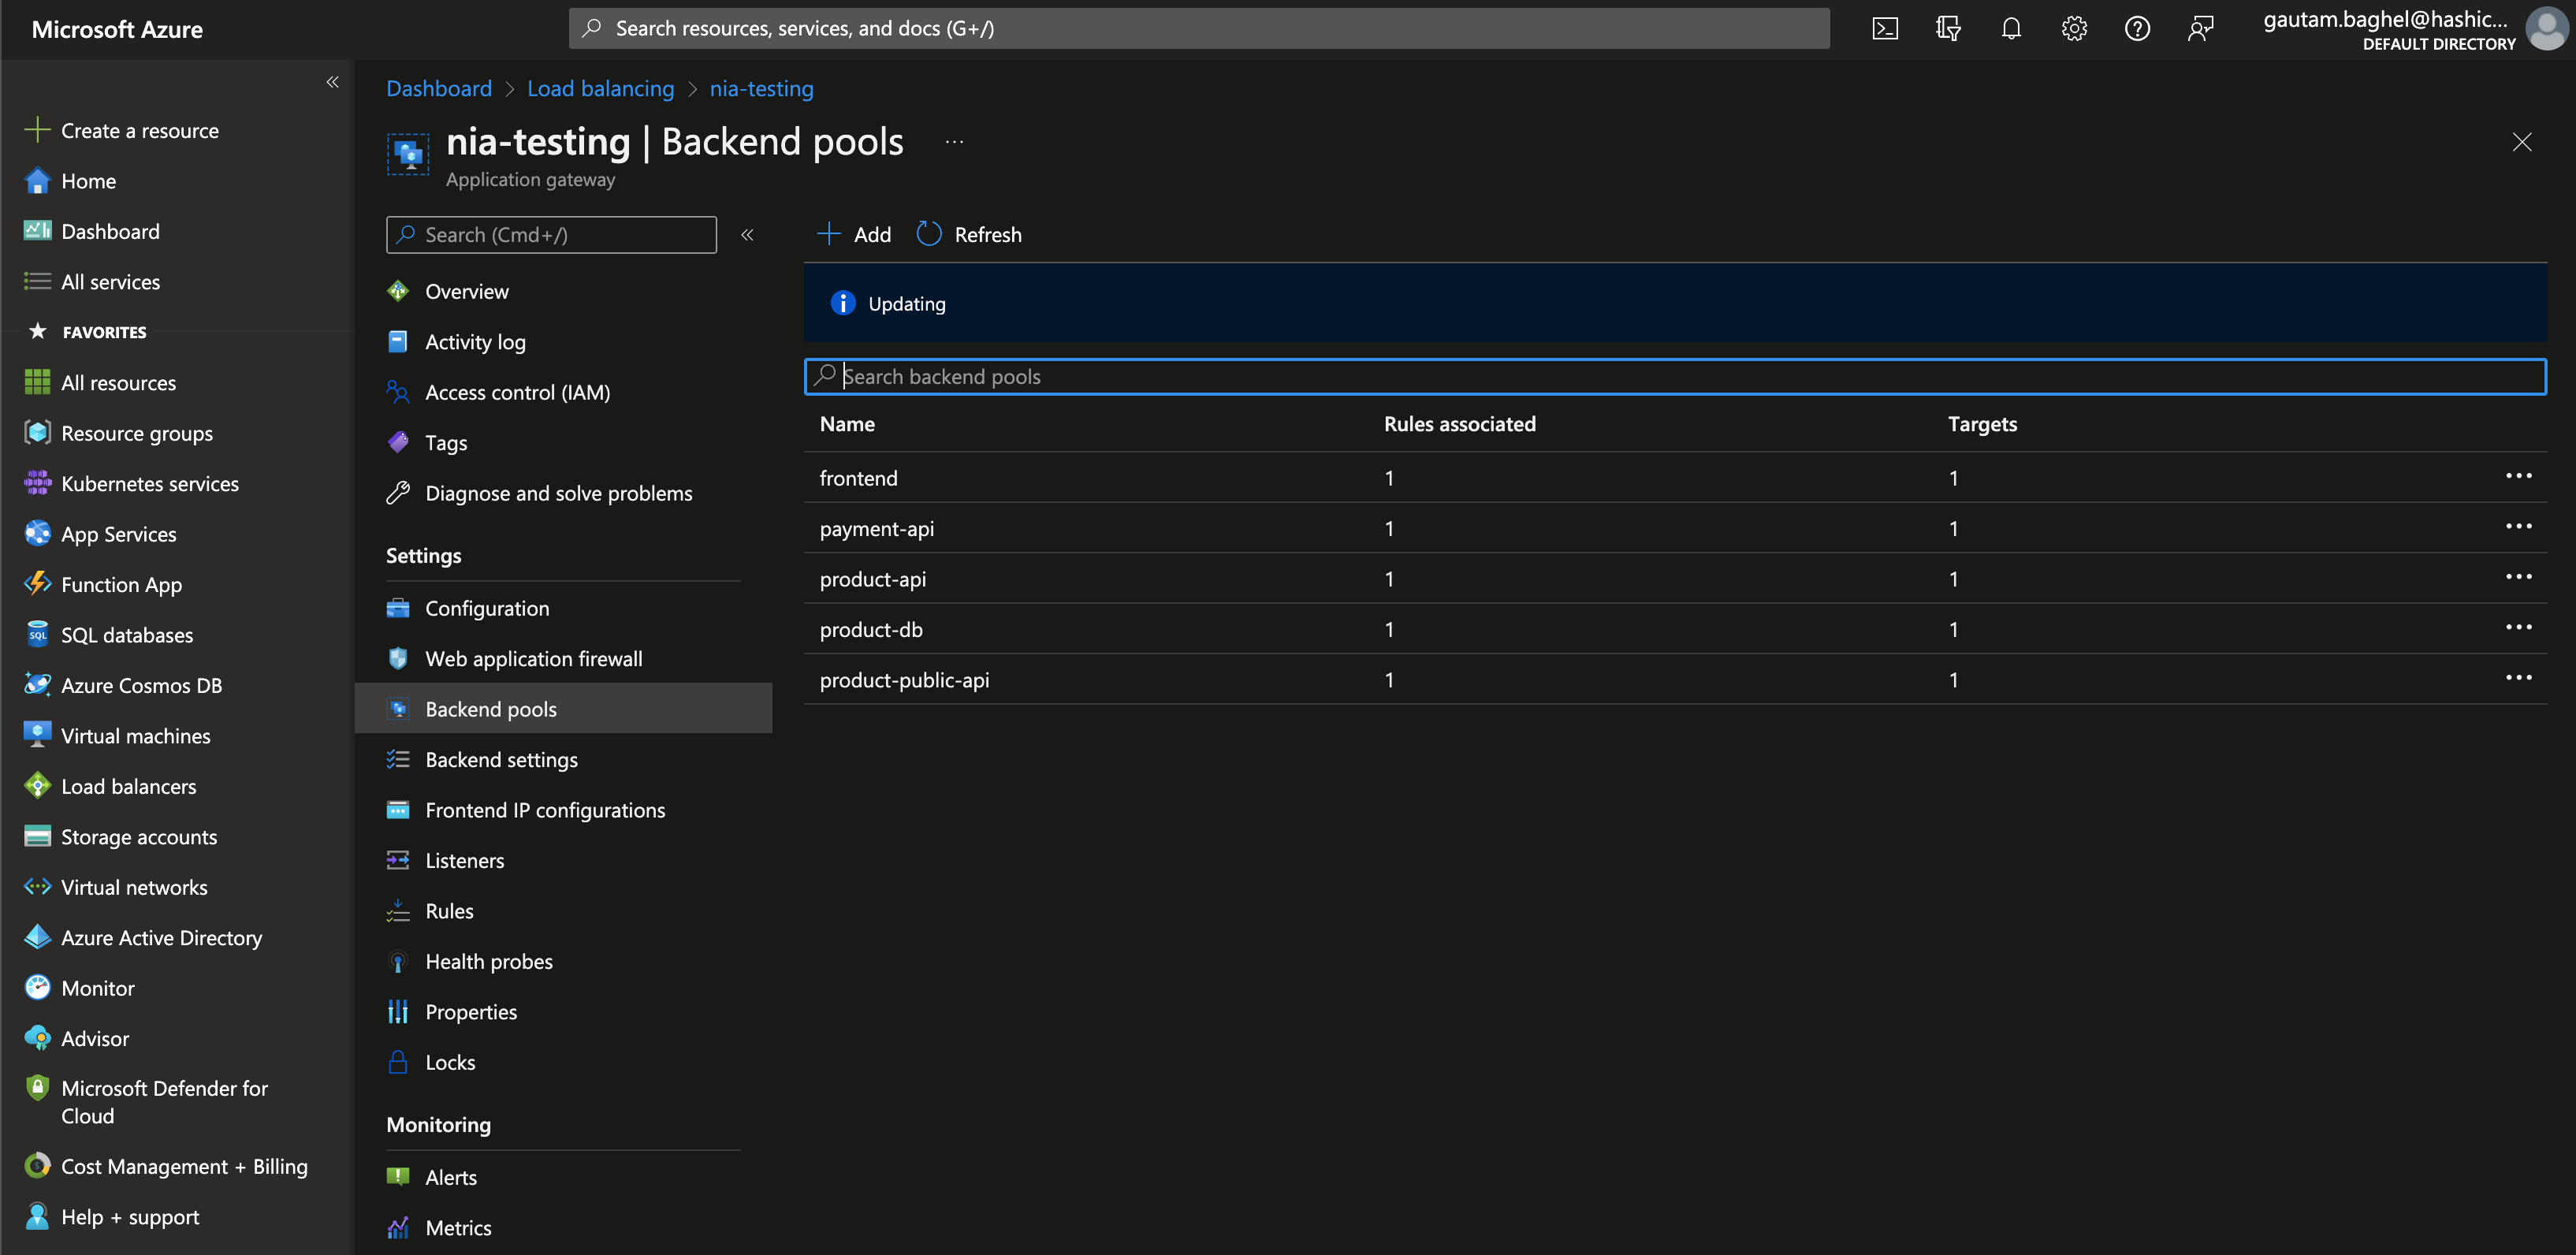 Microsoft Azure
Search resources, services, and docs (G+/)
gautam.baghel@hashic...
DEFAULT DIRECTORY
Create a resource
Home
Dashboard
All services
FAVORITES
All resources
Resource groups
Kubernetes services
App Services
Function App
SQL databases
Azure Cosmos DB
Virtual machines
Load balancers
Storage accounts
Virtual networks
Azure Active Directory
Monitor
Advisor
Microsoft Defender for
Cloud
Cost Management + Billing
Help + support
Dashboard > Load balancing > nia-testing
nia-testing | Backend pools ...
Application gateway
Search (Cmd+/)
Overview
Activity log
Access control (IAM)
Tags
Diagnose and solve problems
Settings
Configuration
Web application firewall
Backend pools
Backend settings
Frontend IP configurations
Listeners
Rules
Health probes
Properties
Locks
Monitoring
Alerts
Metrics
Add Refresh
Updating
Search backend pools
Name Rules associated Targets
frontend 1 1
payment-api 1 1
product-api 1 1
product-db 1 1
product-public-api 1 1